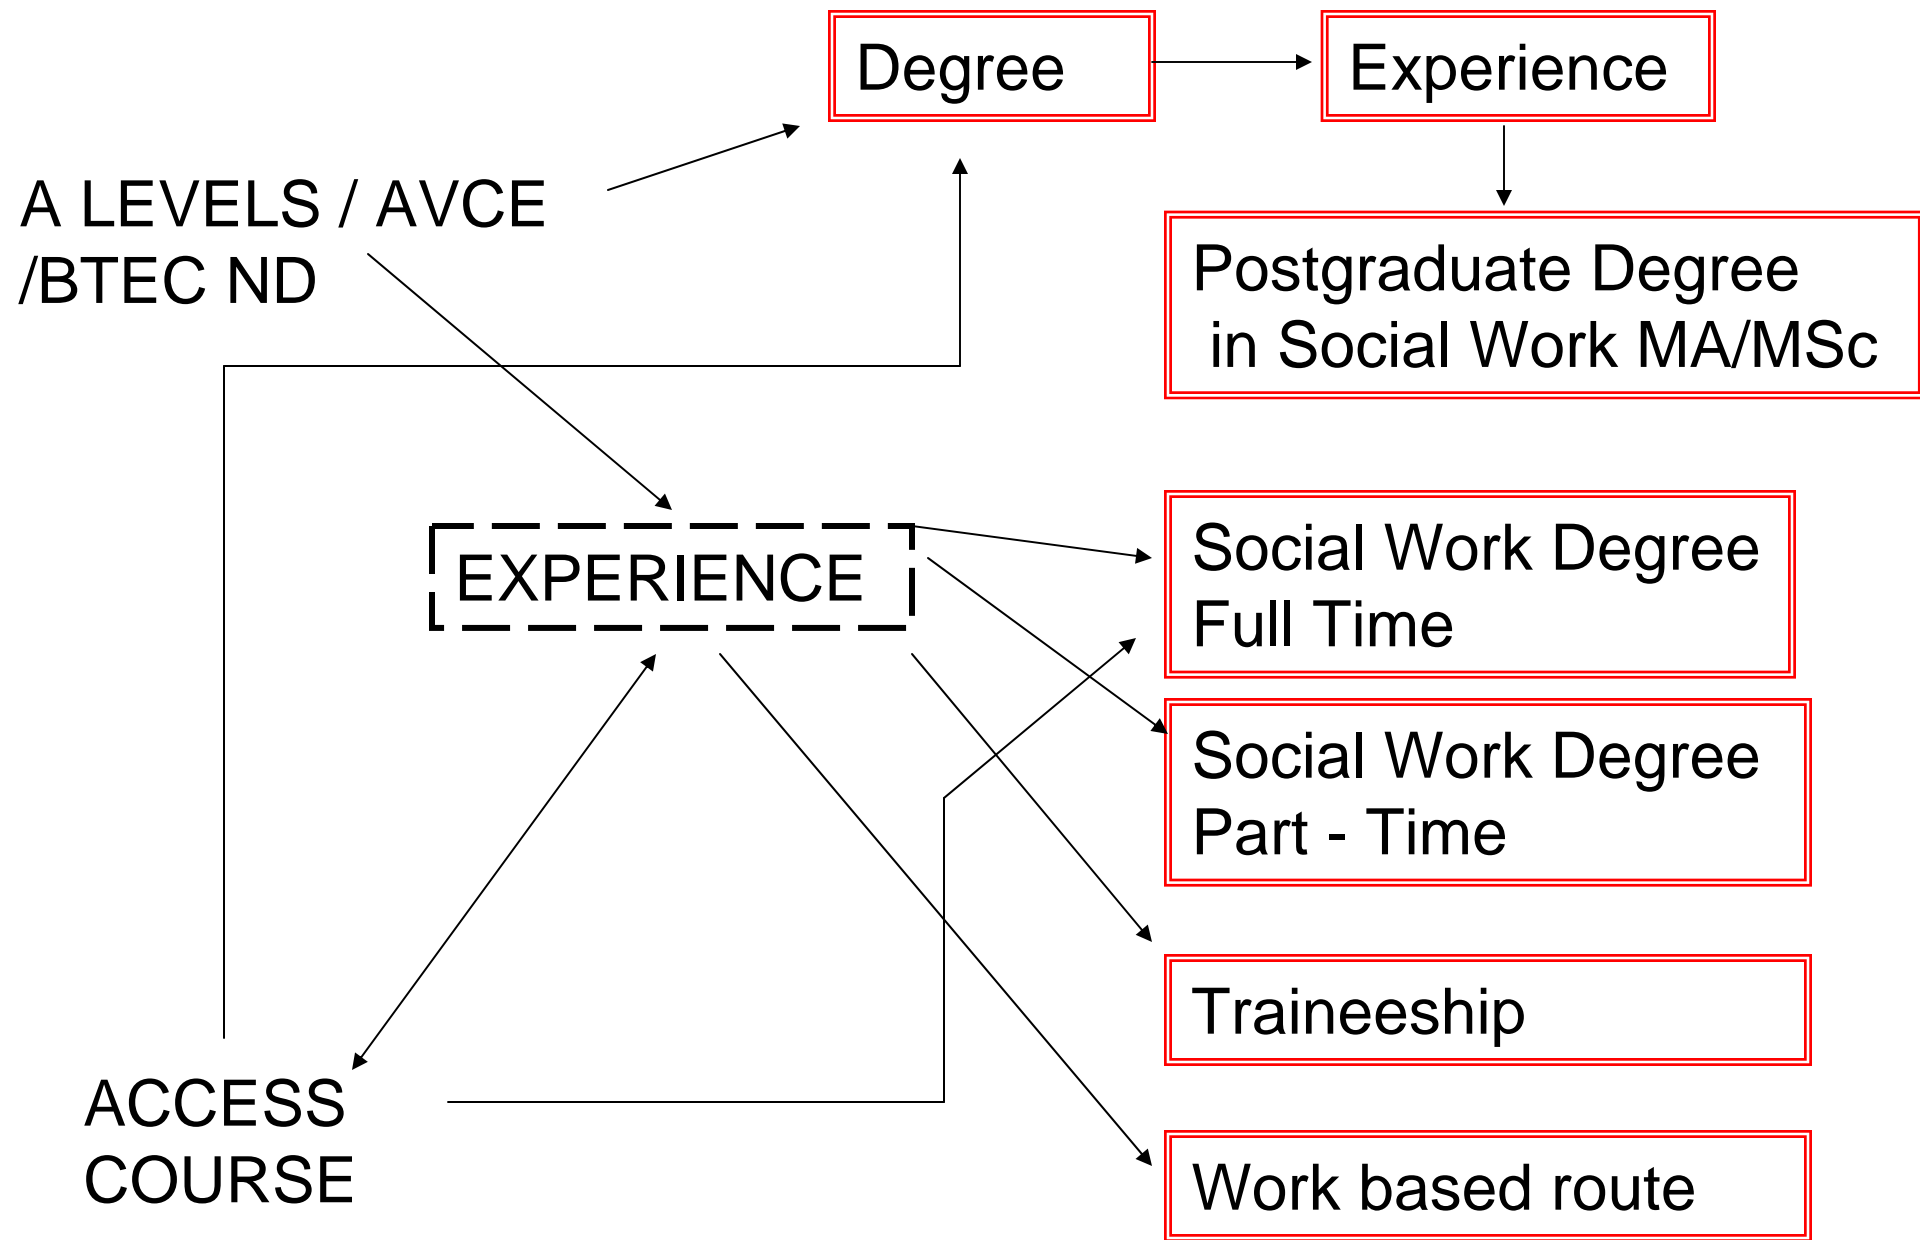 Degree
Experience
A LEVELS / AVCE
/BTEC ND
Postgraduate Degree
in Social Work MA/MSc
EXPERIENCE
Social Work Degree
Full Time
Social Work Degree
Part - Time
Traineeship
ACCESS
COURSE
Work based route